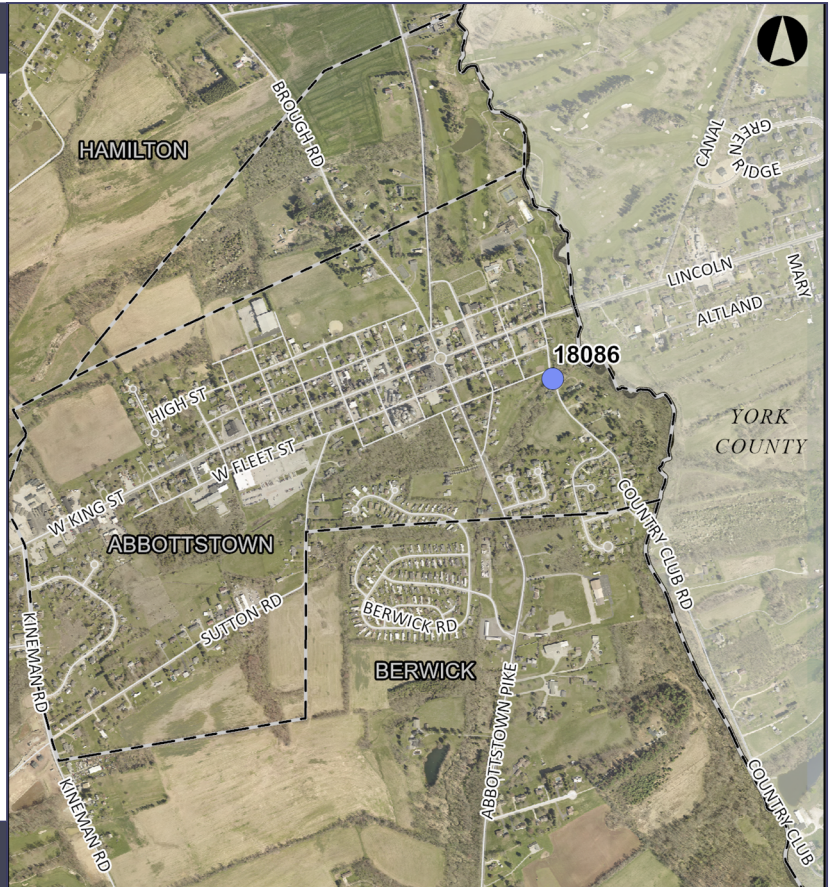 BROUGH RD
HAMILTON
CANAL
GREEN
RIDGE
LINCOLN
MARY
ALTLAND
18086
HIGH ST
YORK
COUNTY
W FLEET ST
W KING ST
COUNTRY CLUB RD
ABBOTTSTOWN
SUTTON RD
BERWICK RD
KINEMAN RD
BERWICK
ABBOTTSTOWN PIKE
KINEMAN RD
COUNTRY CLUB